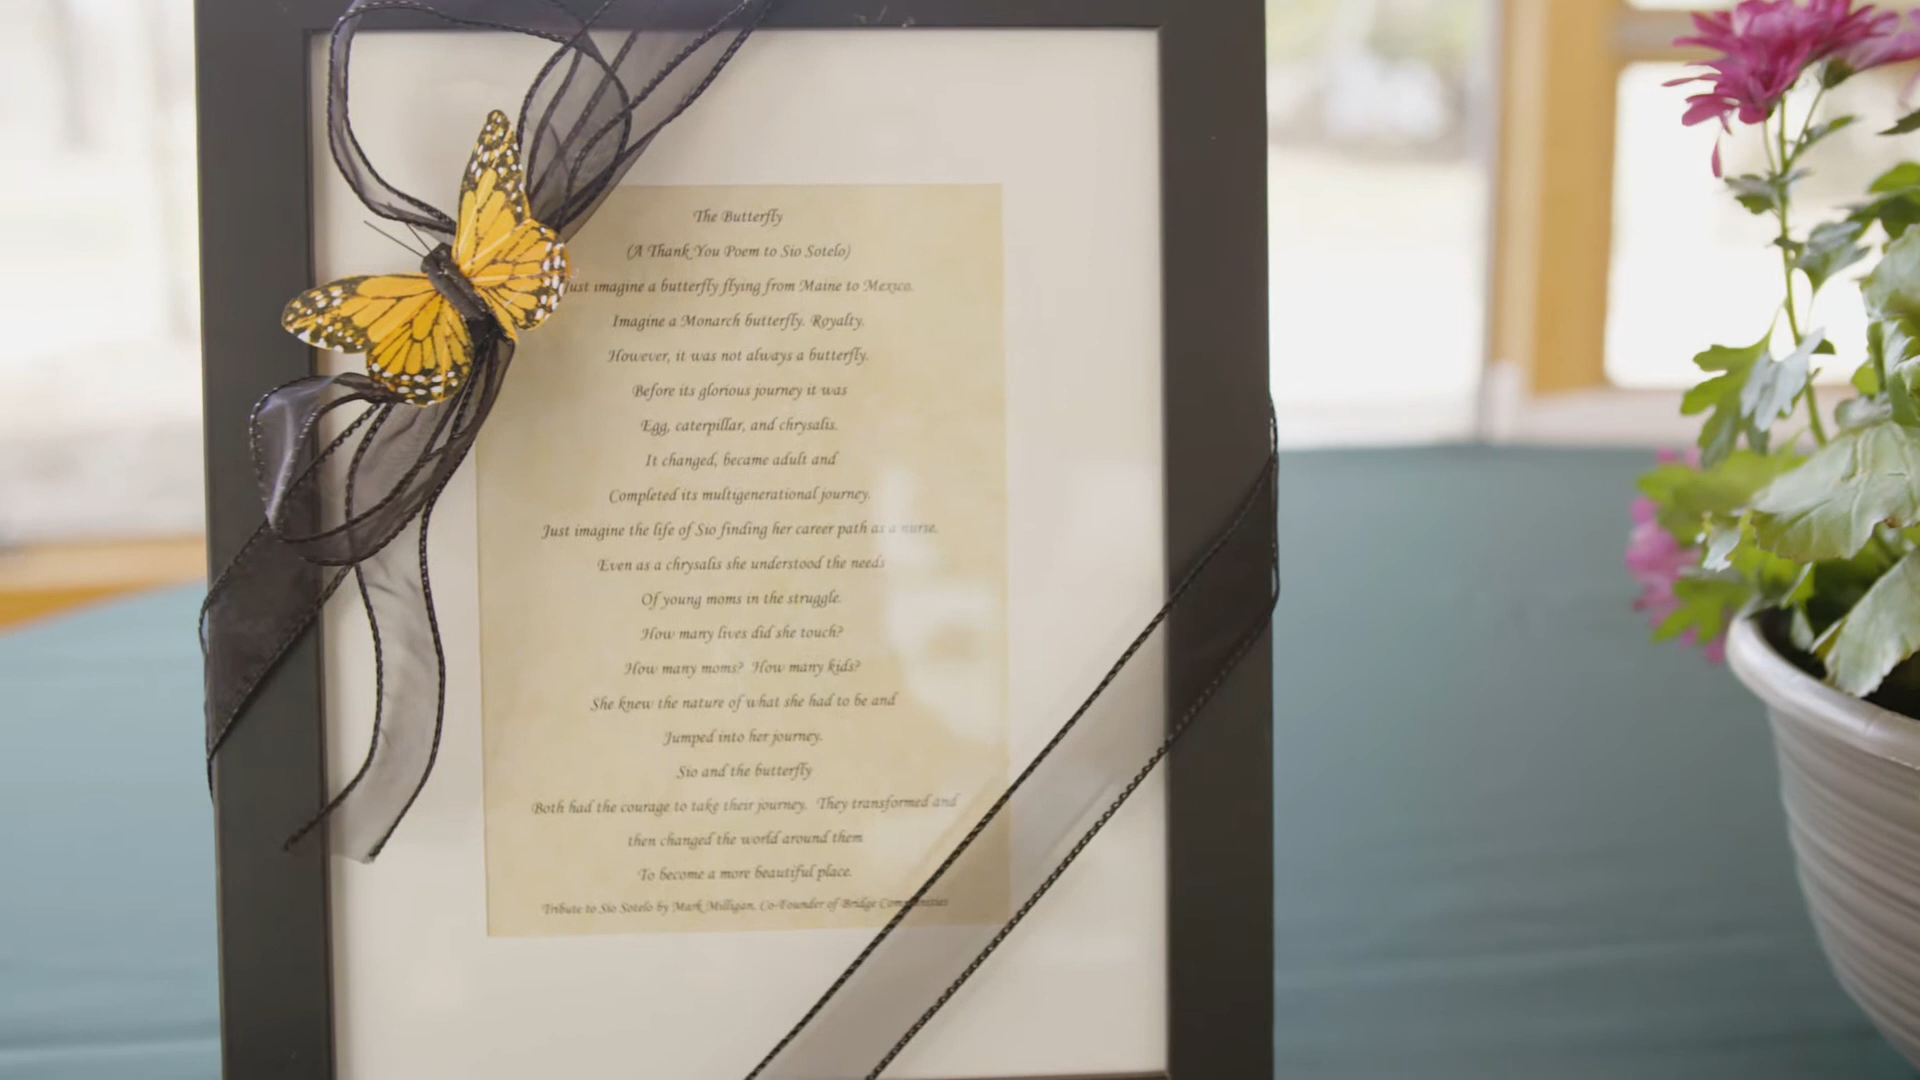 The Butterfly
(A Thank You Poem to Sio Sotelo)
Just imagine a butterfly flying from Maine to Mexico.
Imagine a Monarch butterfly. Royalty.
However, it was not always a butterfly.
Before its glorious journey it was
Egg, caterpillar, and chrysalis.
It changed, became adult and
Completed its multigenerational journey.
Just imagine the life of Sio finding her career path as a nurse.
Even as a chrysalis she understood the needs
Of young moms in the struggle.
How many lives did she touch?
How many moms? How many kids?
She knew the nature of what she had to be and
Jumped into her journey.
Sio and the butterfly
Both had the courage to take their journey. They transformed and
then changed the world around them
To become a more beautiful place.
Tribute to Sio Sotelo by Mark Milligan, Co-Founder of Bridge Communities